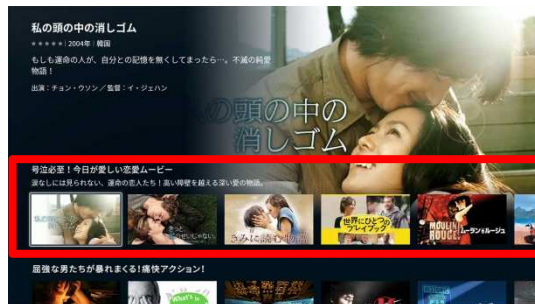 私の頭の中の消しゴム
★★★★★ | 2004年 | 韓国
もしも運命の人が、自分との記憶を無くしてまったら…。不滅の純愛
物語！
出演：チョン・ウソン／監督：イ・ジェハン
私の頭の中の
消しゴム
号泣必至！今日が愛しい恋愛ムービー
涙なしには見られない、運命の恋人たち！高い障壁を越える深い愛の物語。
きっと、
きみに読む物語
世界にひとつの
プレイブック
MOULIN
ROUGE!
ムーラン・ルージュ
屈強な男たちが暴れまくる！痛快アクション！
What's Up